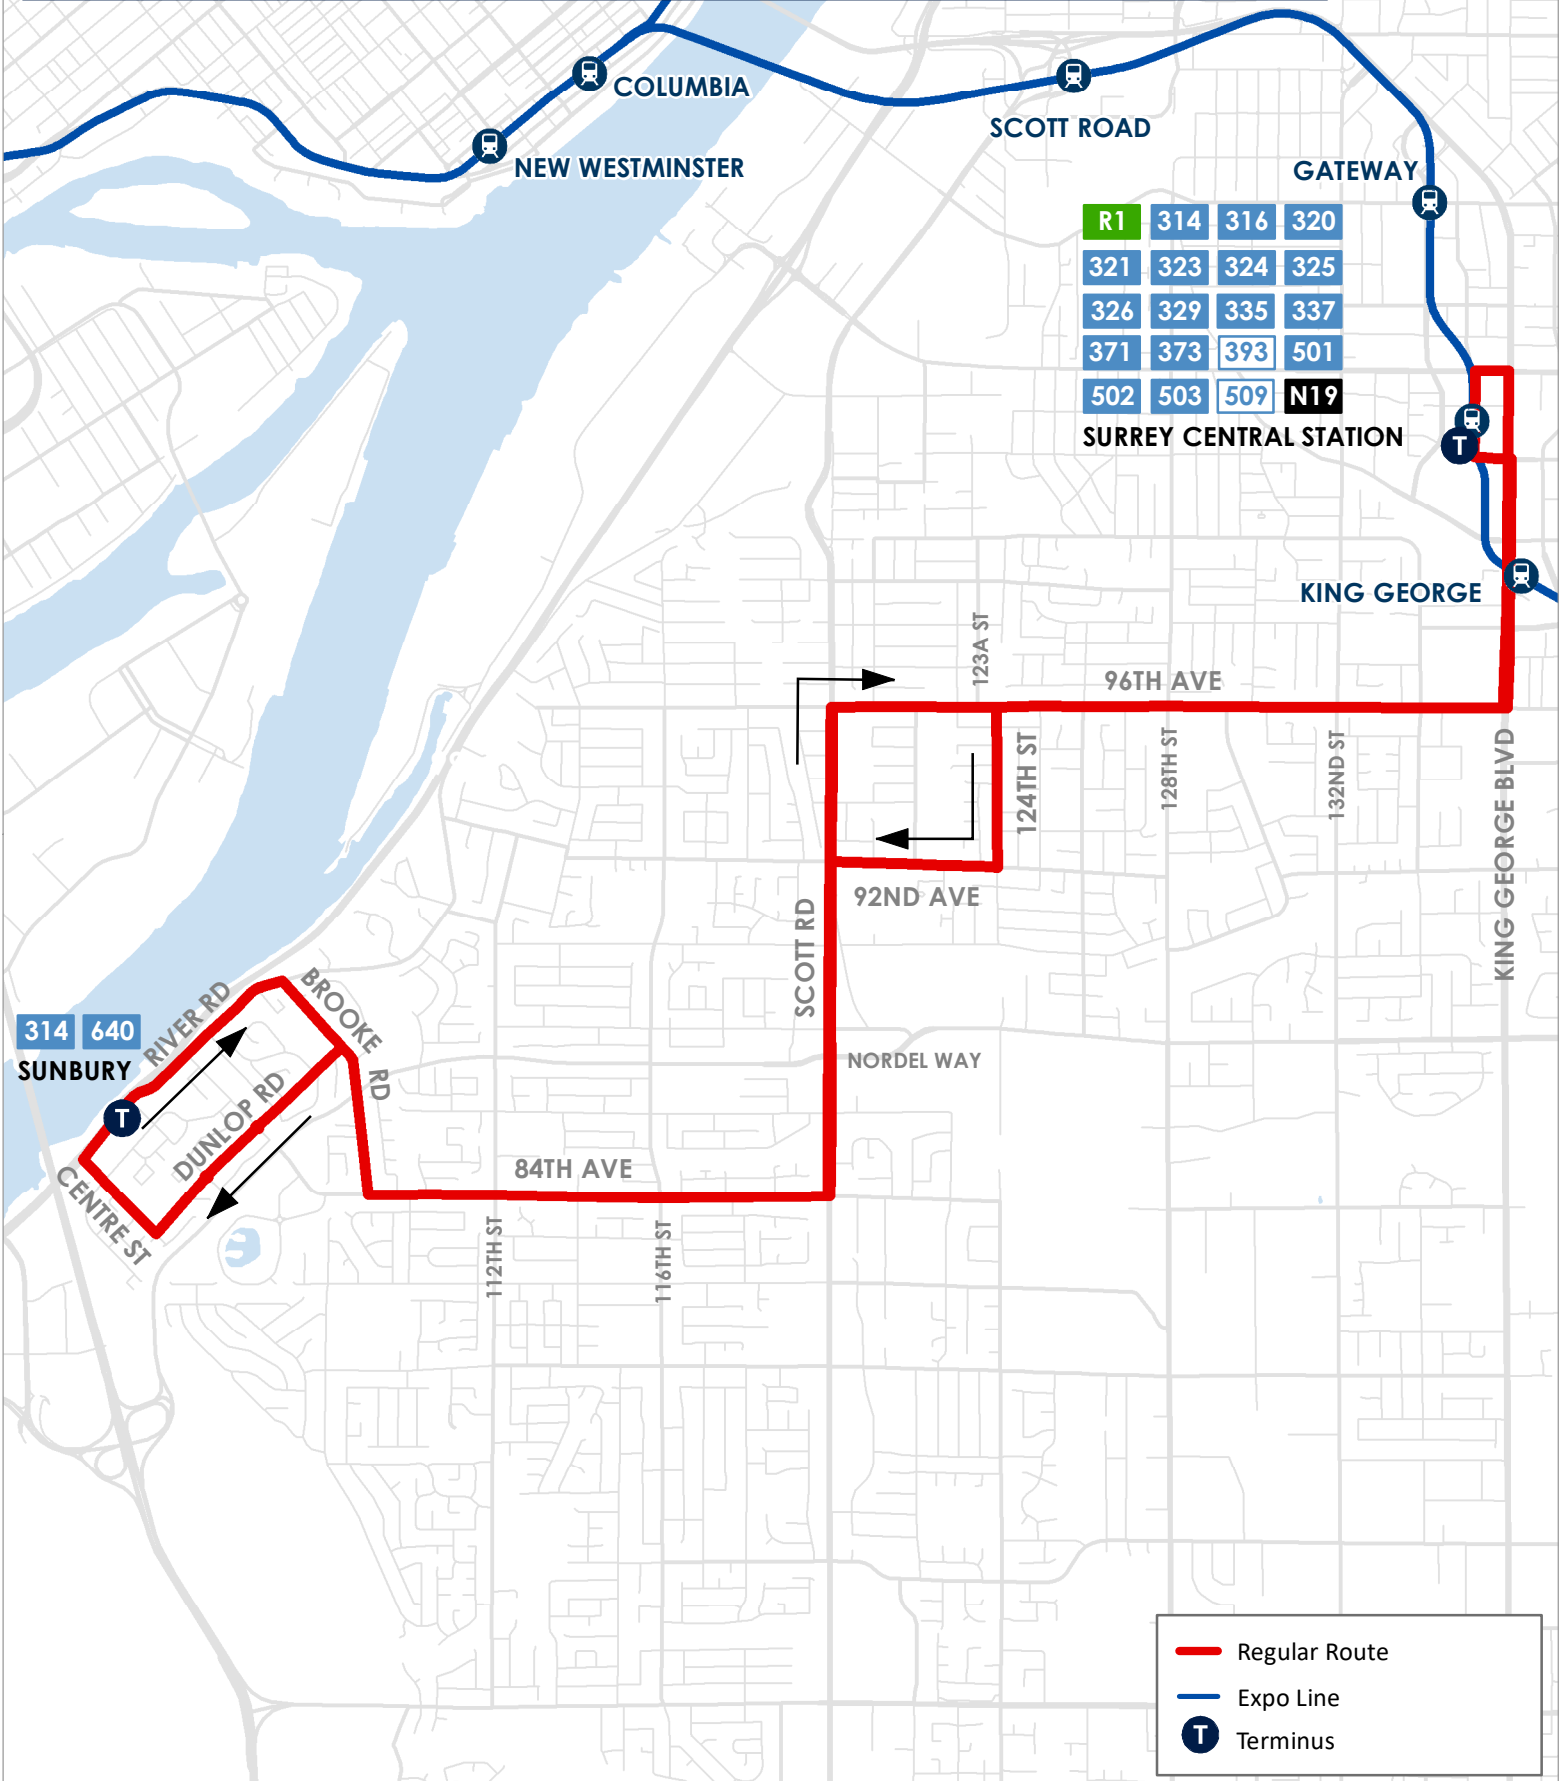 COLUMBIA
NEW WESTMINSTER
SCOTT ROAD
GATEWAY
R1 314 316 320
321 323 324 325
326 329 335 337
371 373 393 501
502 503 509 N19
SURREY CENTRAL STATION
T
KING GEORGE
123A ST
96TH AVE
124TH ST
128TH ST
132ND ST
KING GEORGE BLVD
92ND AVE
SCOTT RD
NORDEL WAY
RIVER RD
BROOKE RD
314 640
SUNBURY
T
DUNLOP RD
CENTRE ST
84TH AVE
112TH ST
116TH ST
Regular Route
Expo Line
T Terminus